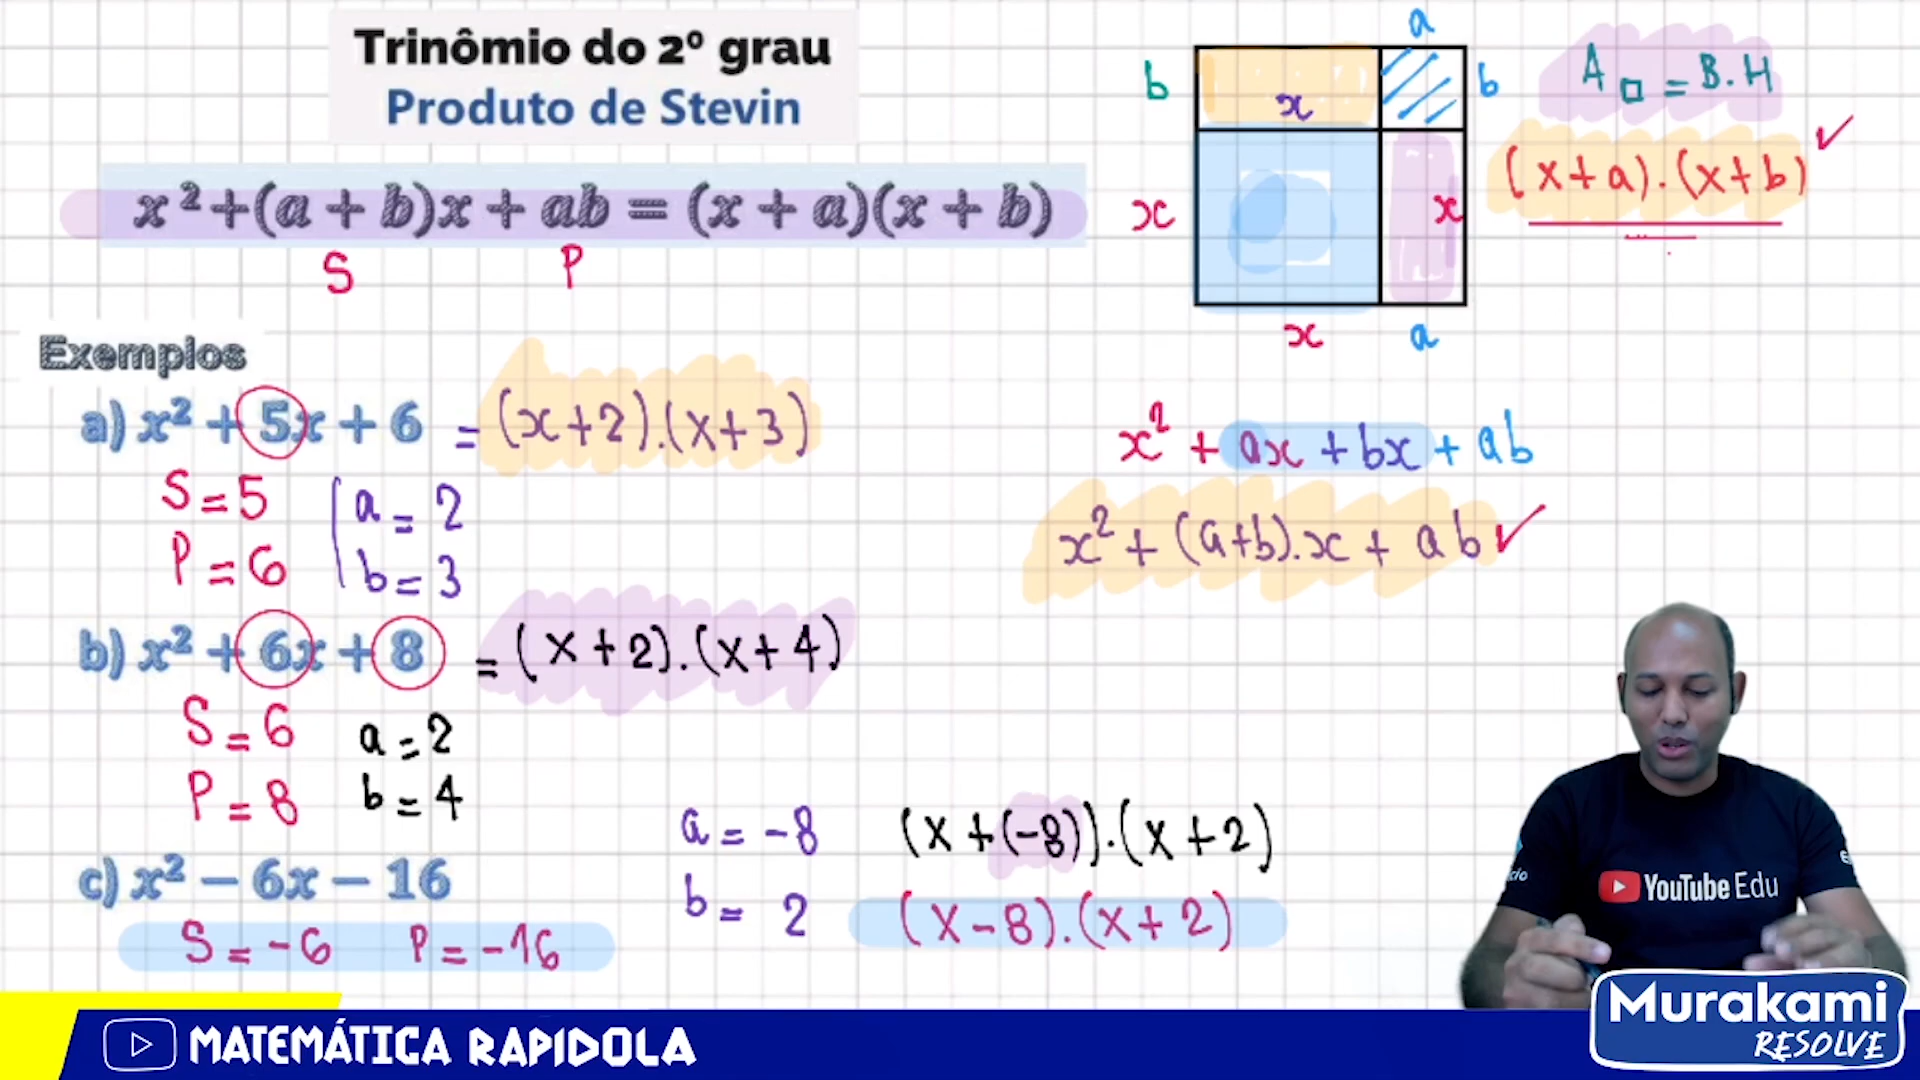 Trinômio do 2º grau
Produto de Stevin
x² + (a + b)x + ab = (x + a)(x + b)
S P
a
b
x
b
x
x
x
a
A □ = B.H
(x+a).(x+b) ✓
Exemplos
a) x² + 5x + 6 = (x+2).(x+3)
S = 5
P = 6
a = 2
b = 3
x² + ax + bx + ab
x² + (a+b).x + ab ✓
b) x² + 6x + 8 = (x+2).(x+4)
S = 6
P = 8
a = 2
b = 4
c) x² – 6x – 16
S = -6 P = -16
a = -8
b = 2
(x+(-8)).(x+2)
(x-8).(x+2)
YouTube Edu
MATEMÁTICA RAPIDOLA
Murakami
RESOLVE